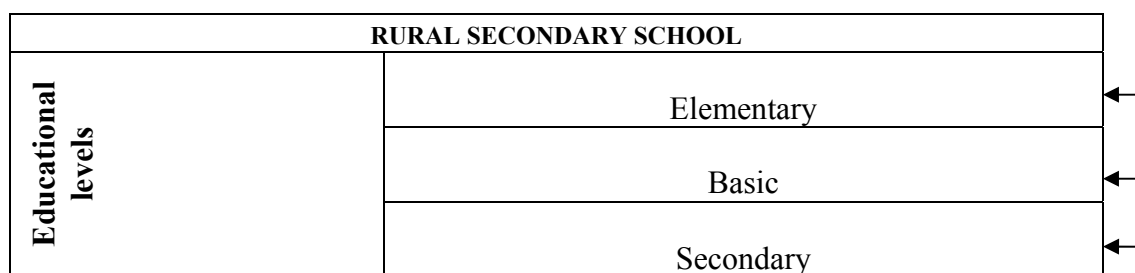 RURAL SECONDARY SCHOOL
Educational
levels
Elementary
Basic
Secondary